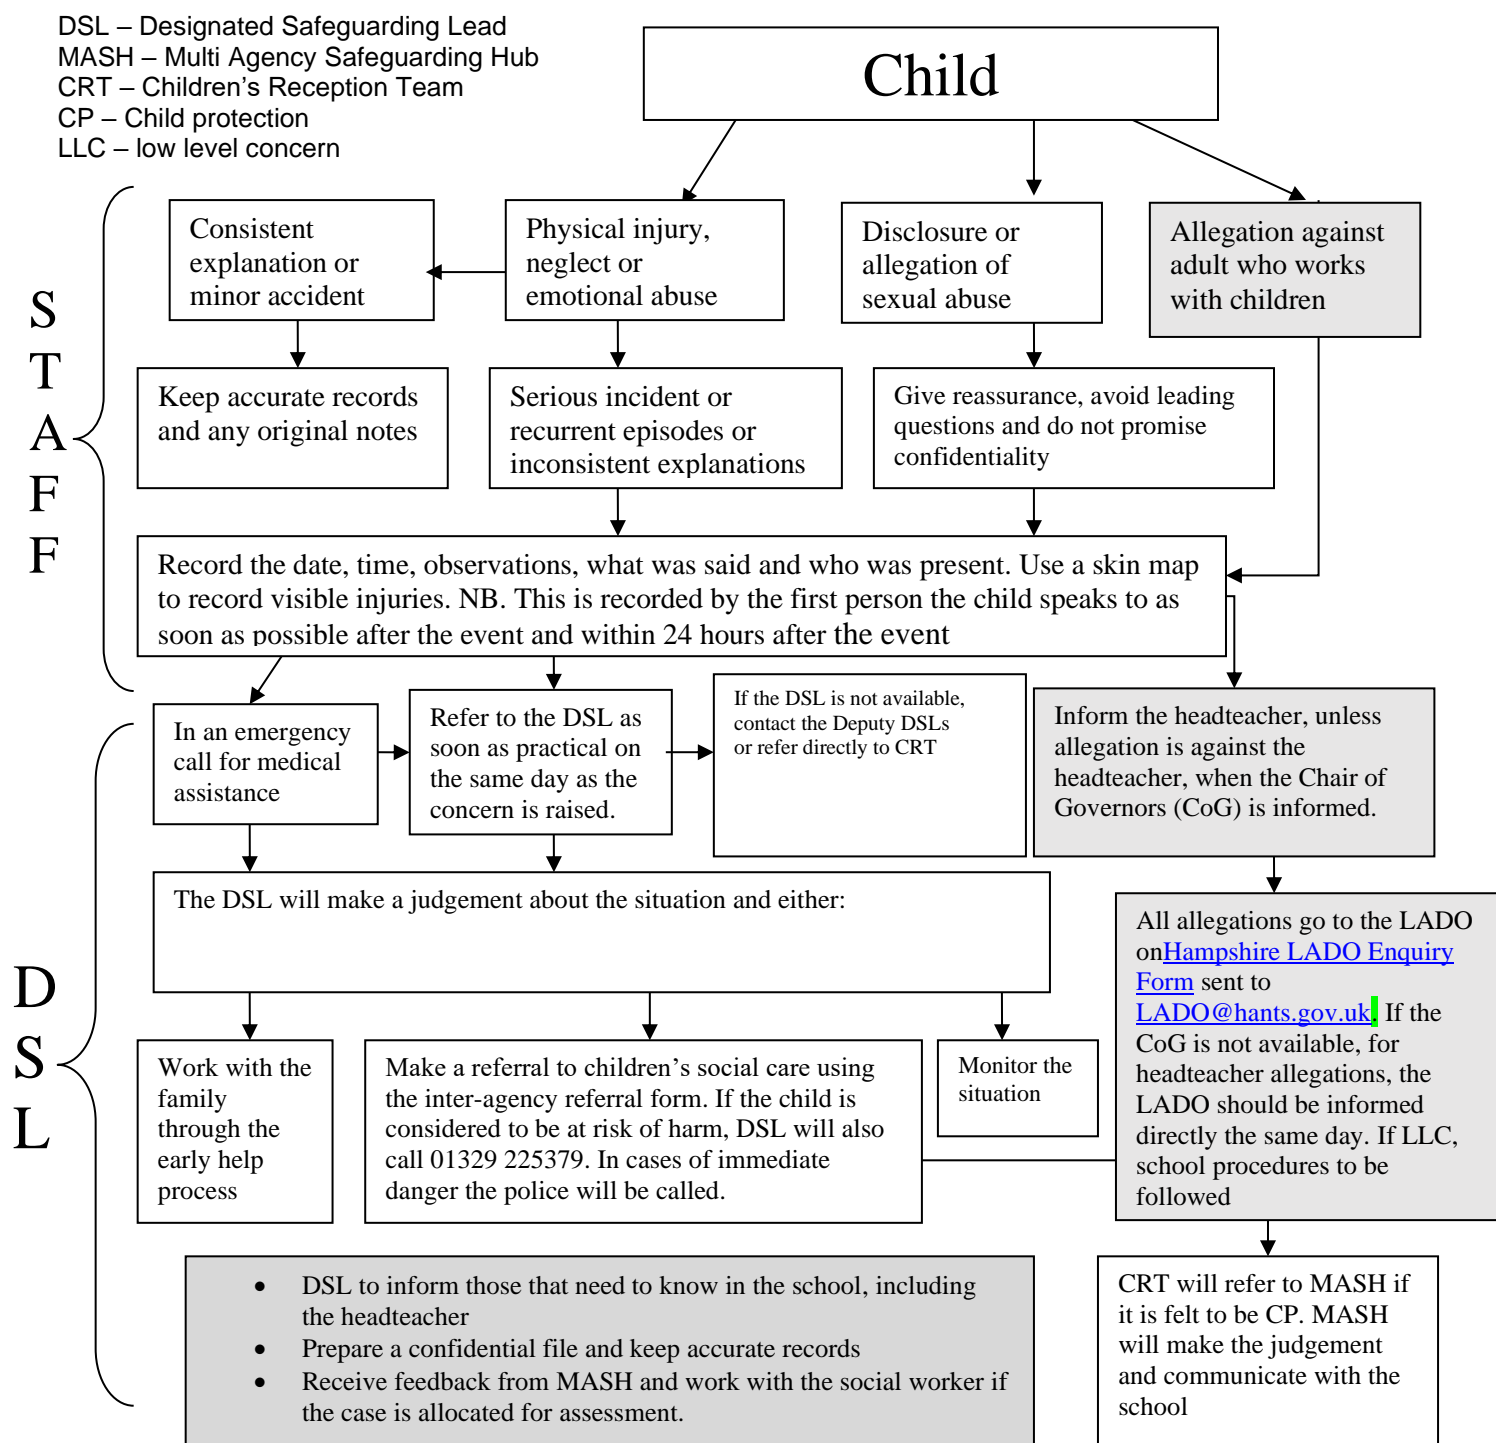 DSL – Designated Safeguarding Lead
MASH – Multi Agency Safeguarding Hub
CRT – Children's Reception Team
CP – Child protection
LLC – low level concern
Child
S
T
A
F
F
Consistent
explanation or
minor accident
Physical injury,
neglect or
emotional abuse
Disclosure or
allegation of
sexual abuse
Allegation against
adult who works
with children
Keep accurate records
and any original notes
Serious incident or
recurrent episodes or
inconsistent explanations
Give reassurance, avoid leading
questions and do not promise
confidentiality
Record the date, time, observations, what was said and who was present. Use a skin map
to record visible injuries. NB. This is recorded by the first person the child speaks to as
soon as possible after the event and within 24 hours after the event
D
S
L
In an emergency
call for medical
assistance
Refer to the DSL as
soon as practical on
the same day as the
concern is raised.
If the DSL is not available,
contact the Deputy DSLs
or refer directly to CRT
Inform the headteacher, unless
allegation is against the
headteacher, when the Chair of
Governors (CoG) is informed.
The DSL will make a judgement about the situation and either:
All allegations go to the LADO
onHampshire LADO Enquiry
Form sent to
LADO@hants.gov.uk. If the
CoG is not available, for
headteacher allegations, the
LADO should be informed
directly the same day. If LLC,
school procedures to be
followed
Work with the
family
through the
early help
process
Make a referral to children's social care using
the inter-agency referral form. If the child is
considered to be at risk of harm, DSL will also
call 01329 225379. In cases of immediate
danger the police will be called.
Monitor the
situation
• DSL to inform those that need to know in the school, including
the headteacher
• Prepare a confidential file and keep accurate records
• Receive feedback from MASH and work with the social worker if
the case is allocated for assessment.
CRT will refer to MASH if
it is felt to be CP. MASH
will make the judgement
and communicate with the
school